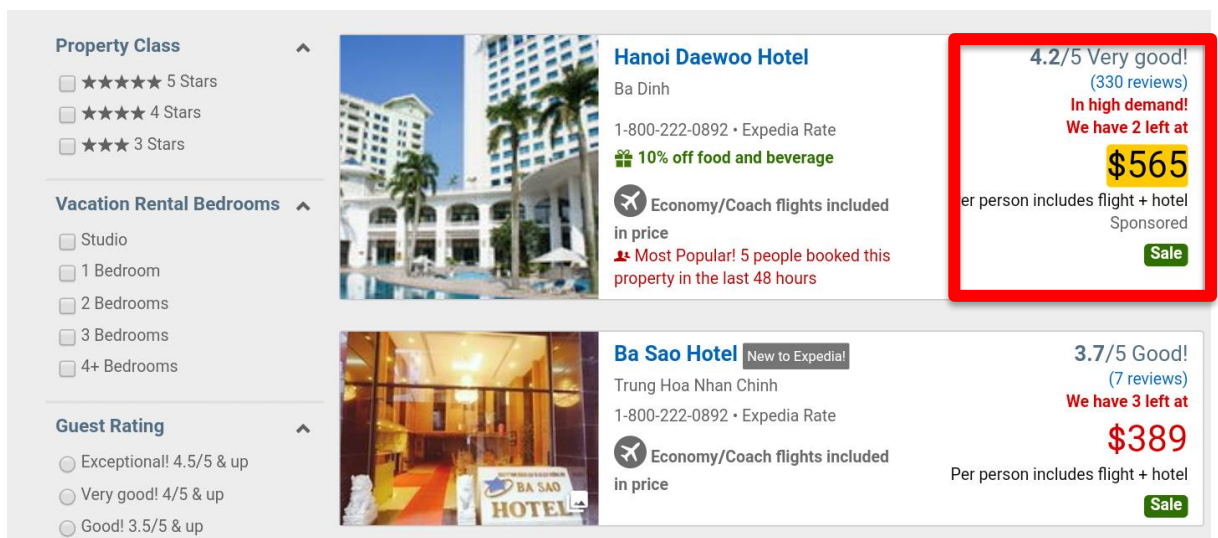 Property Class
★★★★★ 5 Stars
★★★★ 4 Stars
★★★ 3 Stars
Vacation Rental Bedrooms
Studio
1 Bedroom
2 Bedrooms
3 Bedrooms
4+ Bedrooms
Guest Rating
Exceptional! 4.5/5 & up
Very good! 4/5 & up
Good! 3.5/5 & up
Hanoi Daewoo Hotel
Ba Dinh
1-800-222-0892 • Expedia Rate
10% off food and beverage
Economy/Coach flights included
in price
Most Popular! 5 people booked this
property in the last 48 hours
4.2/5 Very good!
(330 reviews)
In high demand!
We have 2 left at
$565
er person includes flight + hotel
Sponsored
Sale
Ba Sao Hotel New to Expedia!
Trung Hoa Nhan Chinh
1-800-222-0892 • Expedia Rate
Economy/Coach flights included
in price
BA SAO
HOTEL
3.7/5 Good!
(7 reviews)
We have 3 left at
$389
Per person includes flight + hotel
Sale